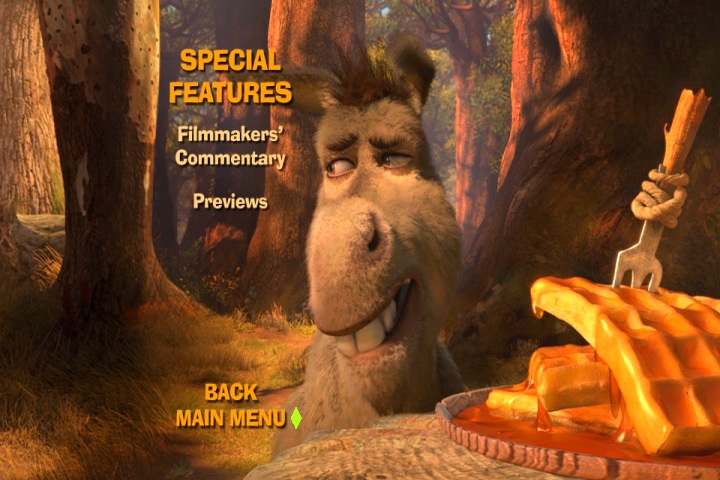 SPECIAL
FEATURES
Filmmakers'
Commentary
Previews
BACK
MAIN MENU